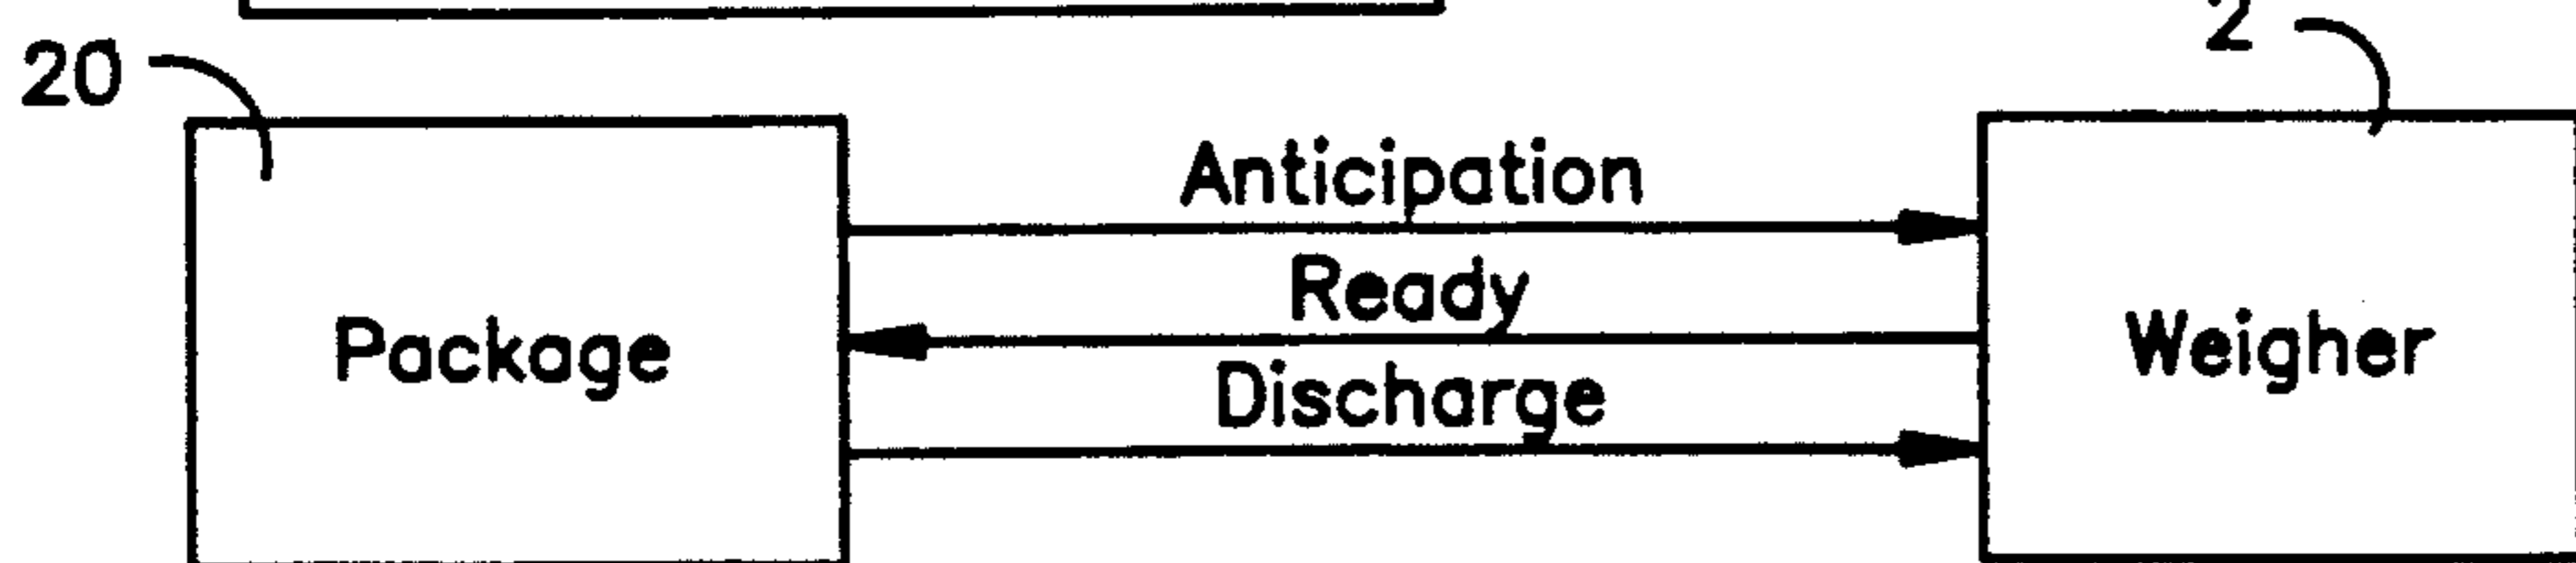 20
2
Anticipation
Ready
Package
Weigher
Discharge